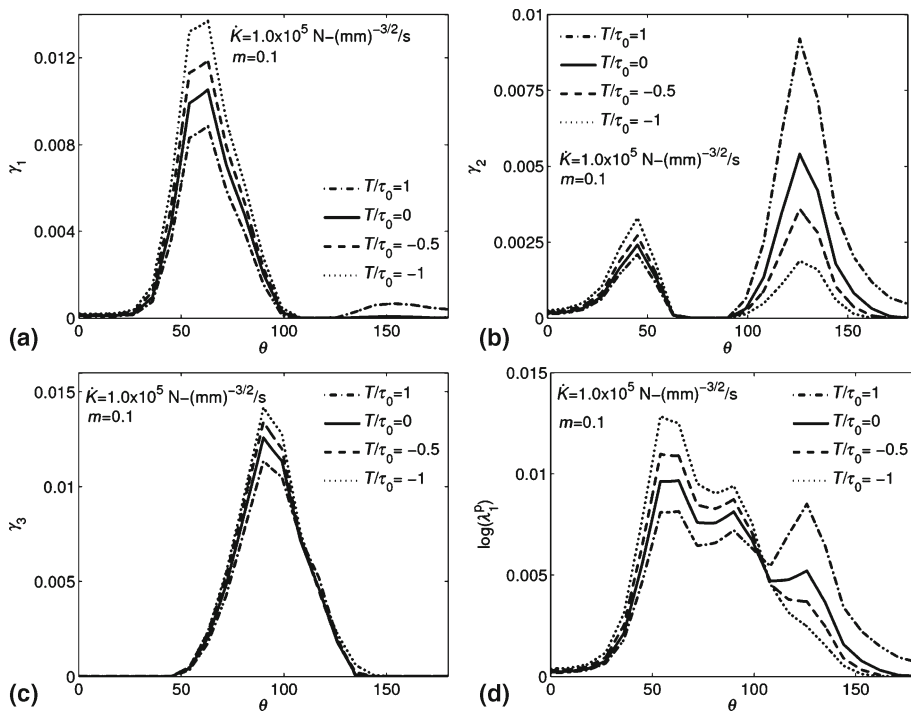 K̇=1.0x10⁵ N−(mm)⁻³/²/s
m=0.1
γ₁
0.012
0.008
0.004
0
T/τ₀=1
T/τ₀=0
T/τ₀= −0.5
T/τ₀= −1
0 50 100 150
θ
(a)
γ₂
0.01
0.0075
0.005
0.0025
0
T/τ₀=1
T/τ₀=0
T/τ₀= −0.5
T/τ₀= −1
K̇=1.0x10⁵ N−(mm)⁻³/²/s
m=0.1
0 50 100 150
θ
(b)
γ₃
0.015
0.01
0.005
0
K̇=1.0x10⁵ N−(mm)⁻³/²/s
m=0.1
T/τ₀=1
T/τ₀=0
T/τ₀= −0.5
T/τ₀= −1
0 50 100 150
θ
(c)
log(λ₁ᵖ)
0.015
0.01
0.005
0
K̇=1.0x10⁵ N−(mm)⁻³/²/s
m=0.1
T/τ₀=1
T/τ₀=0
T/τ₀= −0.5
T/τ₀= −1
0 50 100 150
θ
(d)